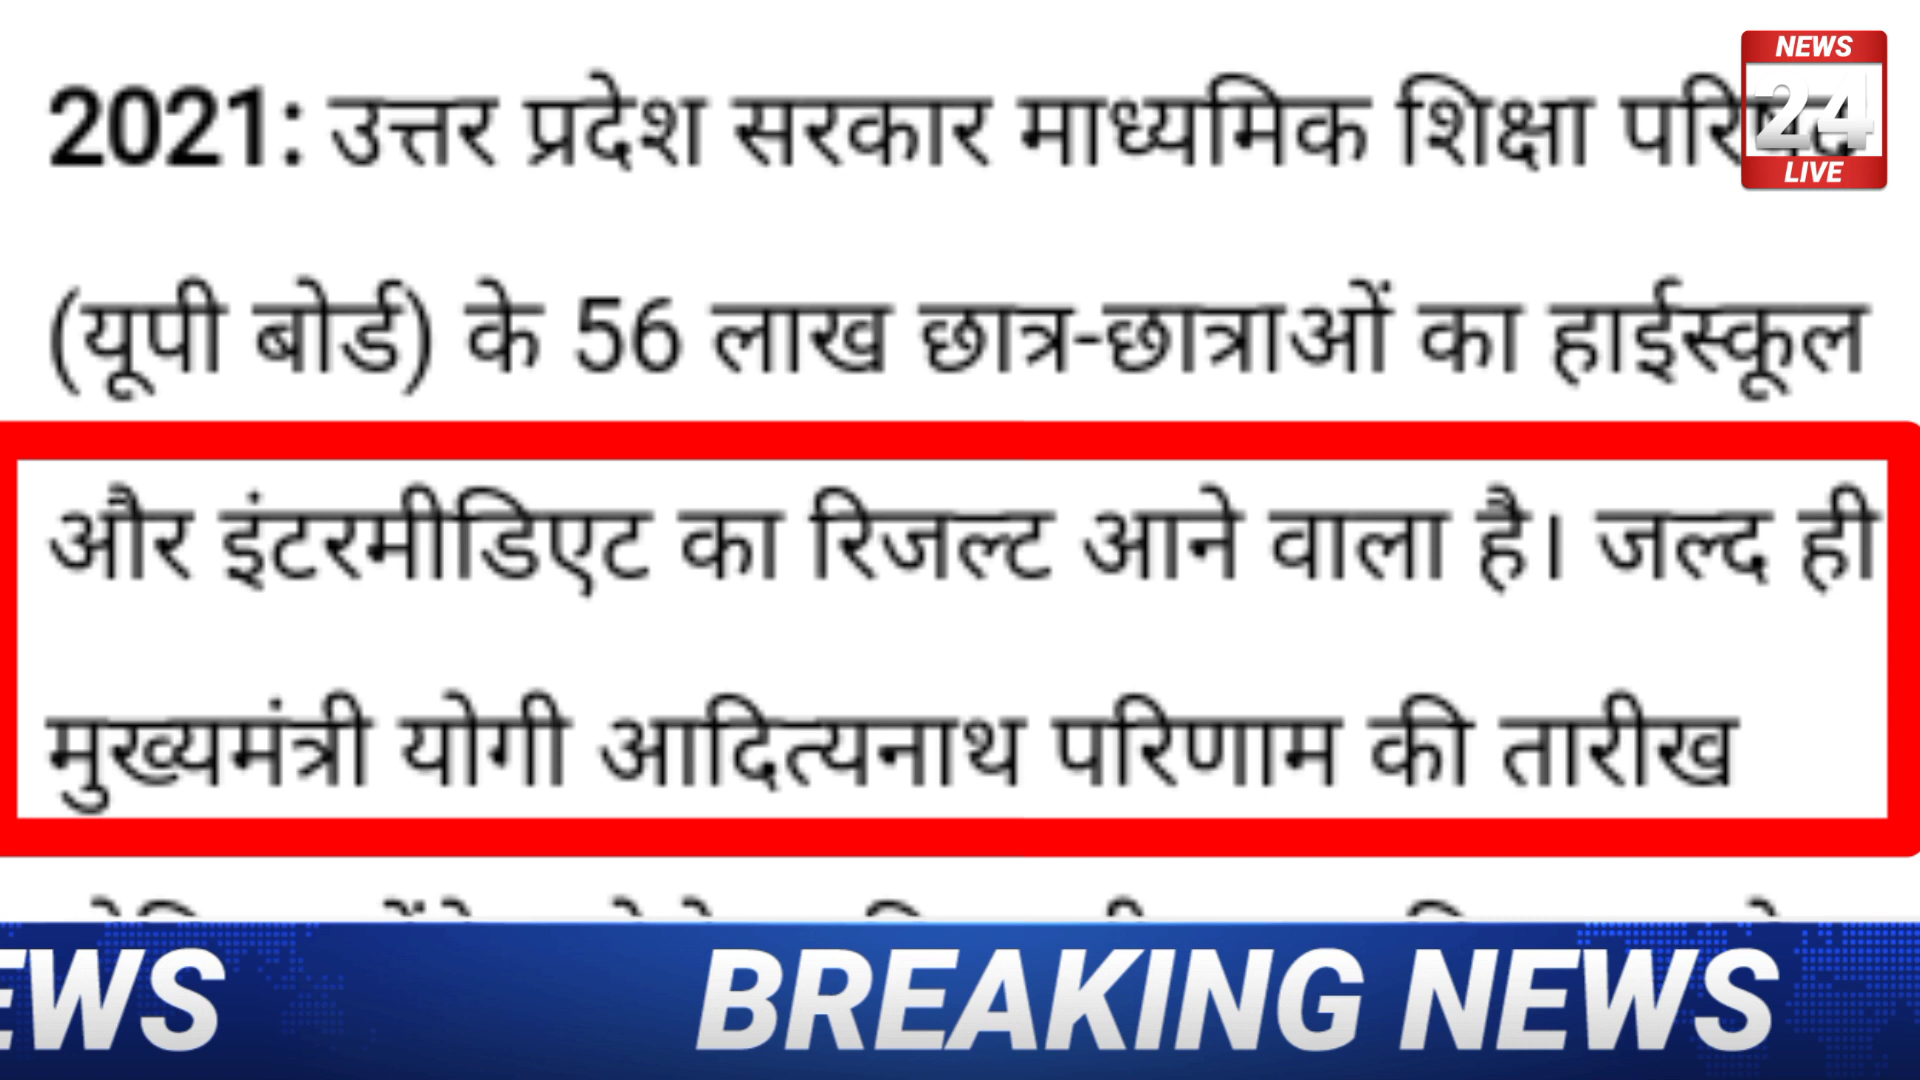 NEWS
24
LIVE
2021: उत्तर प्रदेश सरकार माध्यमिक शिक्षा
(यूपी बोर्ड) के 56 लाख छात्र-छात्राओं का हाईस्कूल
और इंटरमीडिएट का रिजल्ट आने वाला है। जल्द ही
मुख्यमंत्री योगी आदित्यनाथ परिणाम की तारीख
EWS BREAKING NEWS